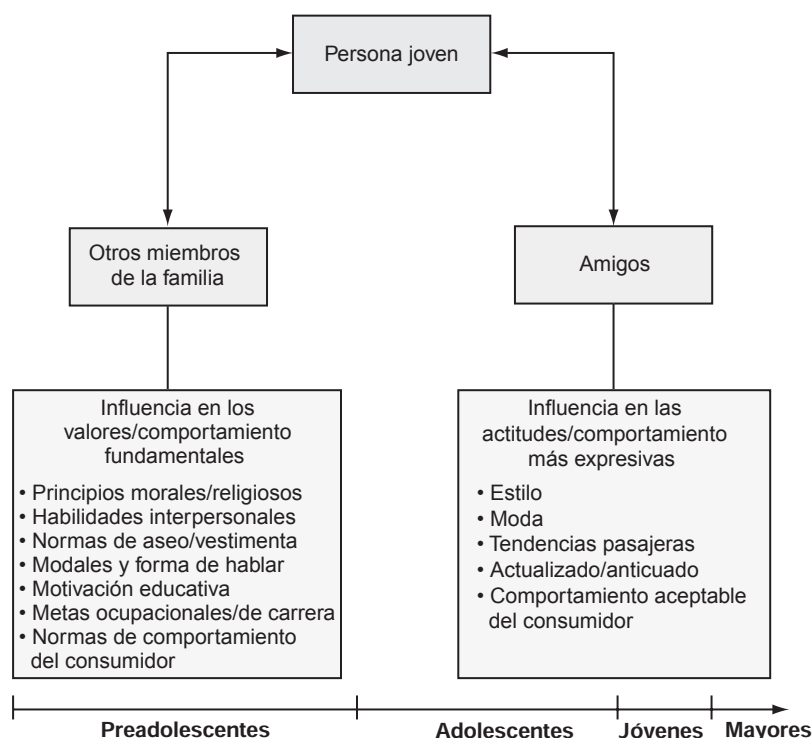 Persona joven
Otros miembros
de la familia
Amigos
Influencia en los
valores/comportamiento
fundamentales
• Principios morales/religiosos
• Habilidades interpersonales
• Normas de aseo/vestimenta
• Modales y forma de hablar
• Motivación educativa
• Metas ocupacionales/de carrera
• Normas de comportamiento
del consumidor
Influencia en las
actitudes/comportamiento
más expresivas
• Estilo
• Moda
• Tendencias pasajeras
• Actualizado/anticuado
• Comportamiento aceptable
del consumidor
Preadolescentes Adolescentes Jóvenes Mayores